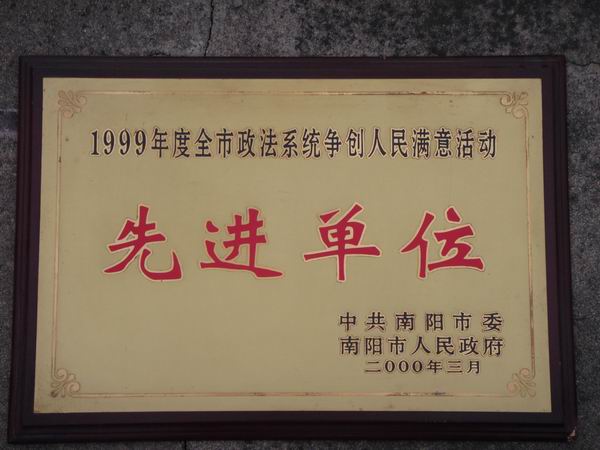 1999年度全市政法系统争创人民满意活动
先进单位
中共南阳市委
南阳市人民政府
二000年三月